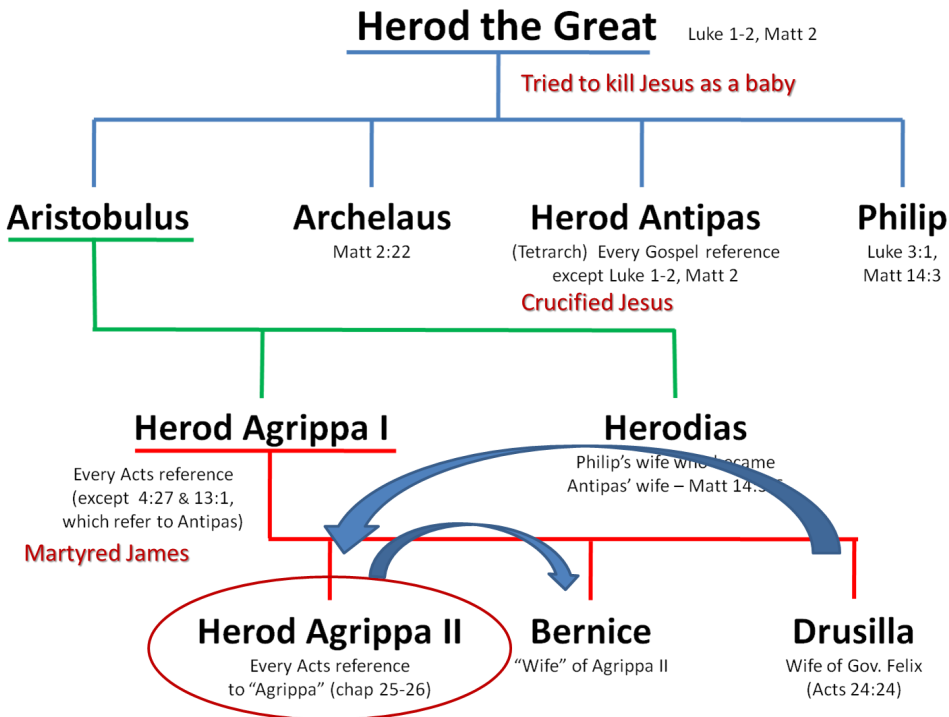 Herod the Great
Luke 1-2, Matt 2
Tried to kill Jesus as a baby
Aristobulus
Archelaus
Matt 2:22
Herod Antipas
(Tetrarch) Every Gospel reference
except Luke 1-2, Matt 2
Crucified Jesus
Philip
Luke 3:1,
Matt 14:3
Herod Agrippa I
Every Acts reference
(except 4:27 & 13:1,
which refer to Antipas)
Martyred James
Herodias
Philip's wife who became
Antipas' wife – Matt
Herod Agrippa II
Every Acts reference
to "Agrippa" (chap 25-26)
Bernice
"Wife" of Agrippa II
Drusilla
Wife of Gov. Felix
(Acts 24:24)